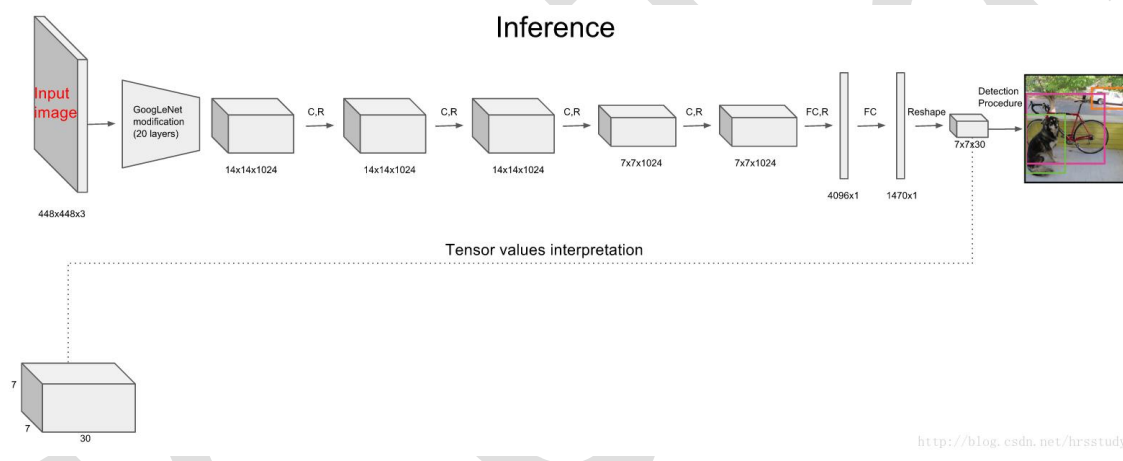 Inference
Input
image
GoogLeNet
modification
(20 layers)
C,R
C,R
C,R
C,R
FC,R
FC
Reshape
Detection
Procedure
448x448x3
14x14x1024
14x14x1024
14x14x1024
7x7x1024
7x7x1024
4096x1
1470x1
7x7x30
Tensor values interpretation
7
7
30
http://blog.csdn.net/hrsstudy